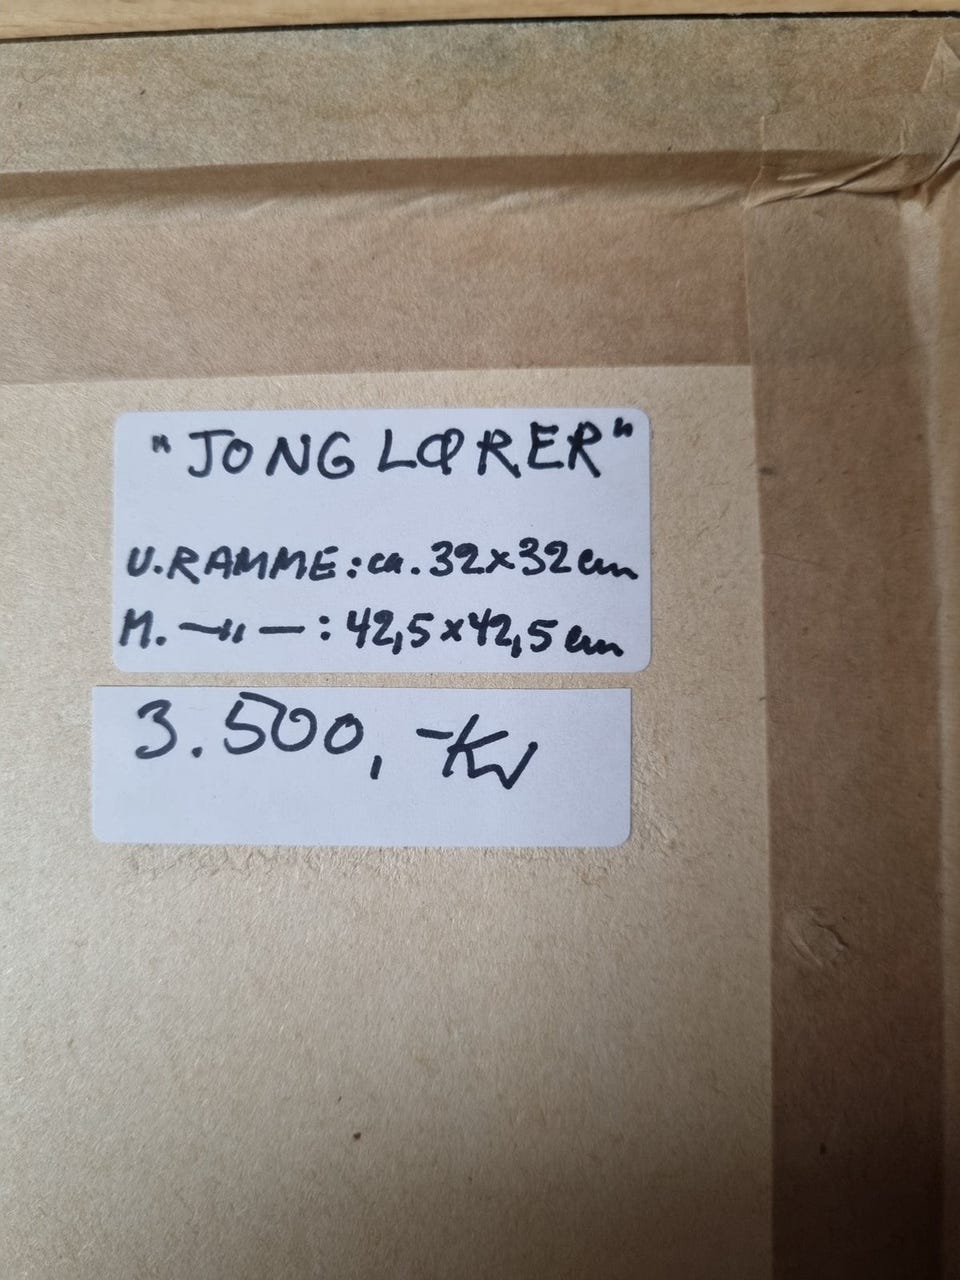 "JONGLØRER"
U.RAMME: ca. 32x32 cm
M. —〃— : 42,5x42,5 cm
3.500,-Kr